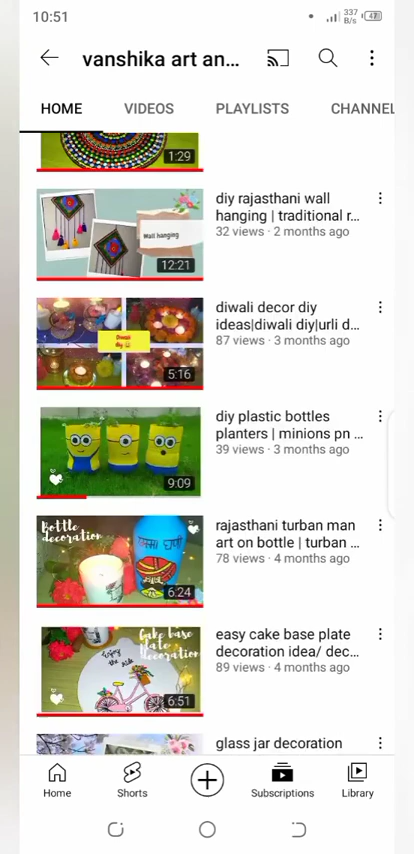 10:51
337
B/s
47
vanshika art an...
HOME
VIDEOS
PLAYLISTS
CHANNEL
1:29
Wall hanging
12:21
diy rajasthani wall
hanging | traditional r...
32 views · 2 months ago
Diwali
diy
5:16
diwali decor diy
ideas|diwali diy|urli d...
87 views · 3 months ago
9:09
diy plastic bottles
planters | minions pn ...
39 views · 3 months ago
Bottle
decoration
6:24
rajasthani turban man
art on bottle | turban ...
78 views · 4 months ago
Cake base
plate
decoration
enjoy
the ride
6:51
easy cake base plate
decoration idea/ dec...
89 views · 4 months ago
glass jar decoration
Home
Shorts
Subscriptions
Library